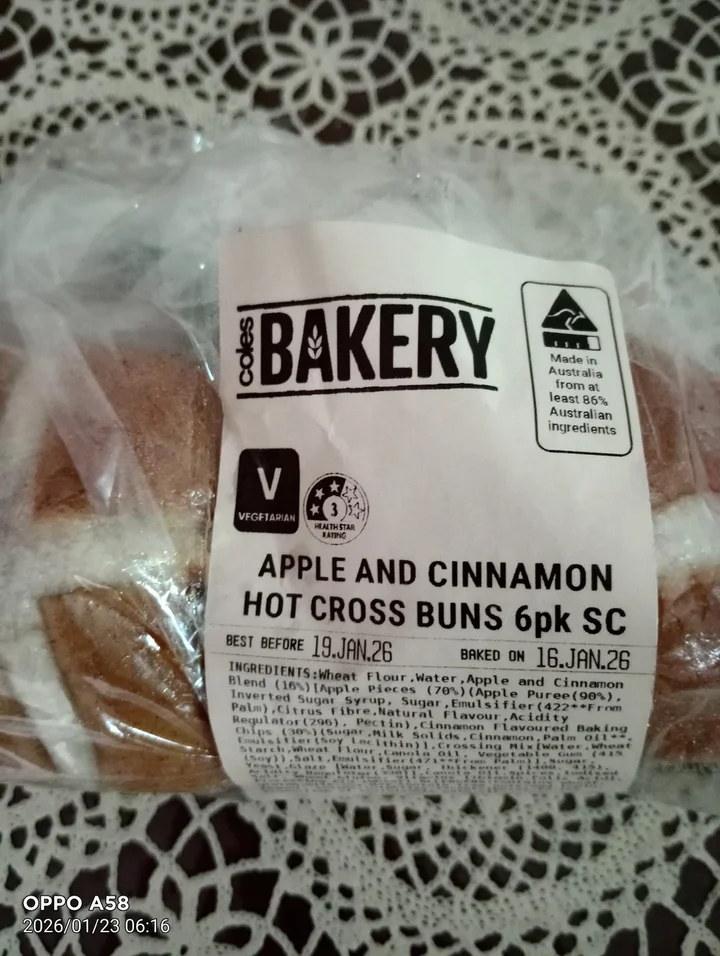 coles
BAKERY
Made in
Australia
from at
least 86%
Australian
ingredients
V
VEGETARIAN
3
HEALTH STAR
RATING
APPLE AND CINNAMON
HOT CROSS BUNS 6pk SC
BEST BEFORE 19.JAN.26 BAKED ON 16.JAN.26
INGREDIENTS:Wheat Flour,Water,Apple and Cinnamon
Blend (16%)[Apple Pieces (70%)(Apple Puree(90%),
Inverted Sugar Syrup, Sugar,Emulsifier(422**From
Palm),Citrus Fibre,Natural Flavour,Acidity
Regulator(296), Pectin),Cinnamon Flavoured Baking
Chips (30%)(Sugar,Milk Solids,Cinnamon,Palm Oil**,
Emulsifier(Soy Lecithin)],Crossing Mix[Water,Wheat
Starch,Wheat Flour,Canola Oil, Vegetable Gum (415
(Soy)),Salt,Emulsifier(471**From Palm)],Sugar,
OPPO A58
2026/01/23 06:16